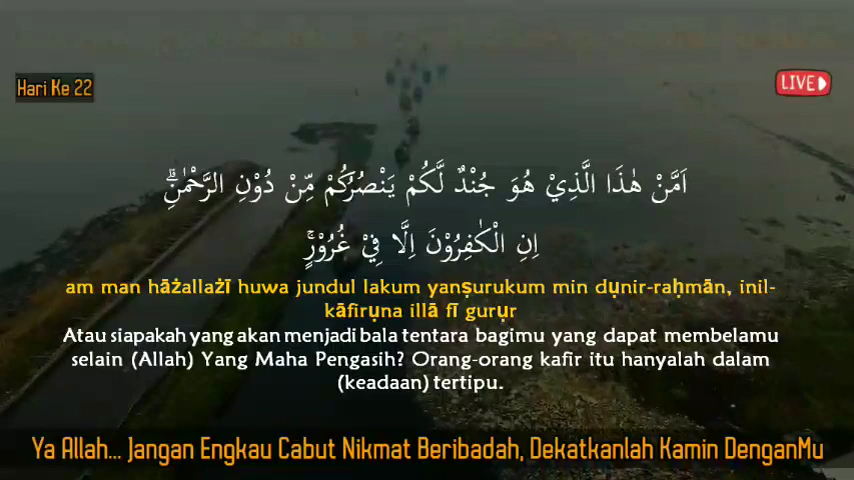 Hari Ke 22
LIVE
اَمَّنْ هٰذَا الَّذِيْ هُوَ جُنْدٌ لَّكُمْ يَنْصُرُكُمْ مِّنْ دُوْنِ الرَّحْمٰنِۗ
اِنِ الْكٰفِرُوْنَ اِلَّا فِيْ غُرُوْرٍۚ
am man hāżallażī huwa jundul lakum yanṣurukum min dụnir-raḥmān, inil-
kāfirụna illā fī gurụr
Atau siapakah yang akan menjadi bala tentara bagimu yang dapat membelamu
selain (Allah) Yang Maha Pengasih? Orang-orang kafir itu hanyalah dalam
(keadaan) tertipu.
Ya Allah... Jangan Engkau Cabut Nikmat Beribadah, Dekatkanlah Kamin DenganMu